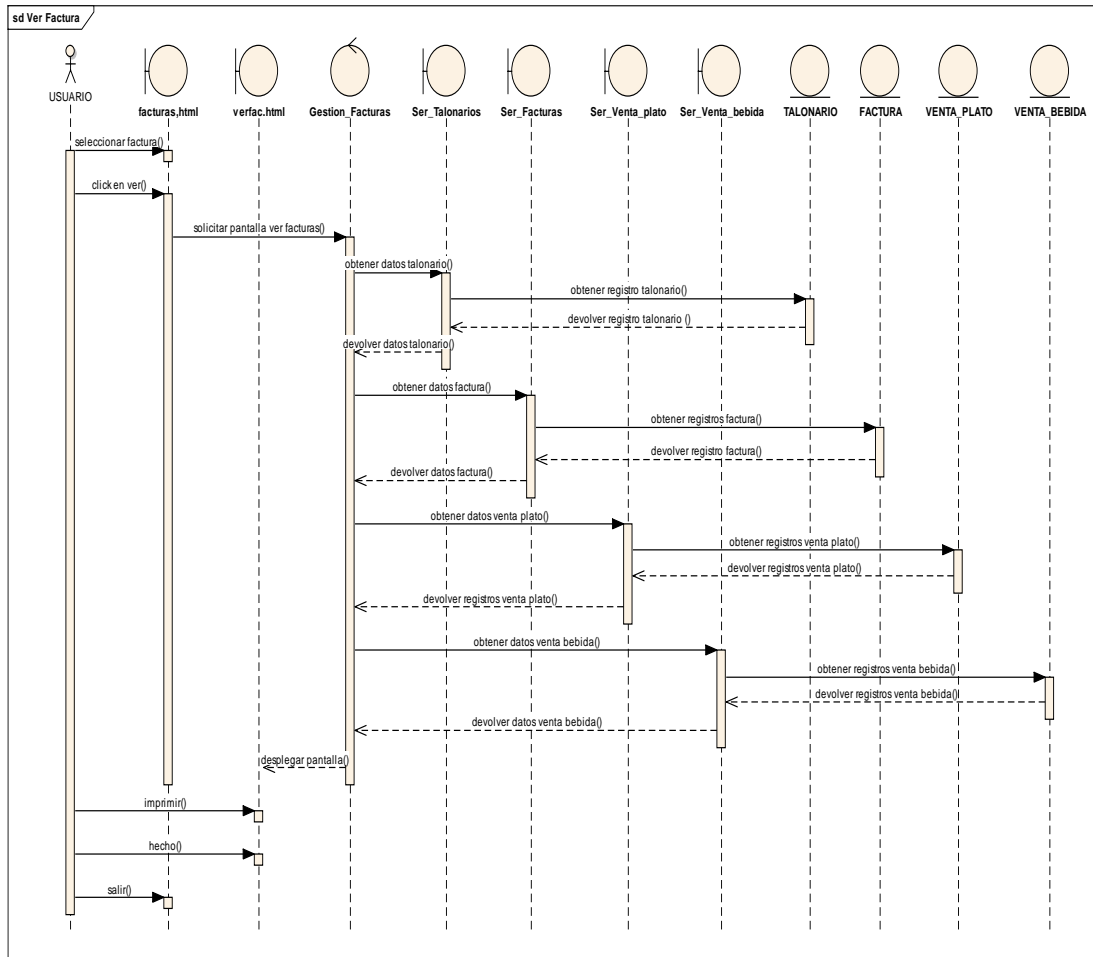 sd Ver Factura
USUARIO
facturas,html
verfac.html
Gestion_Facturas
Ser_Talonarios
Ser_Facturas
Ser_Venta_plato
Ser_Venta_bebida
TALONARIO
FACTURA
VENTA_PLATO
VENTA_BEBIDA
seleccionar factura()
click en ver()
solicitar pantalla ver facturas()
obtener datos talonario()
obtener registro talonario()
devolver registro talonario ()
devolver datos talonario()
obtener datos factura()
obtener registros factura()
devolver registro factura()
devolver datos factura()
obtener datos venta plato()
obtener registros venta plato()
devolver registros venta plato()
devolver registros venta plato()
obtener datos venta bebida()
obtener registros venta bebida()
devolver registros venta bebida()
devolver datos venta bebida()
desplegar pantalla()
imprimir()
hecho()
salir()